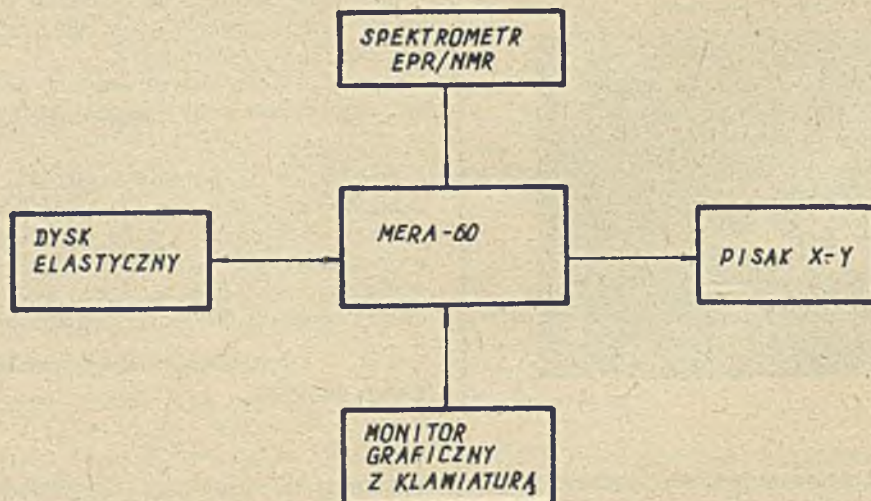 SPEKTROMETR
EPR/NMR
DYSK
ELASTYCZNY
MERA-60
PISAK X-Y
MONITOR
GRAFICZNY
Z KLAWIATURĄ